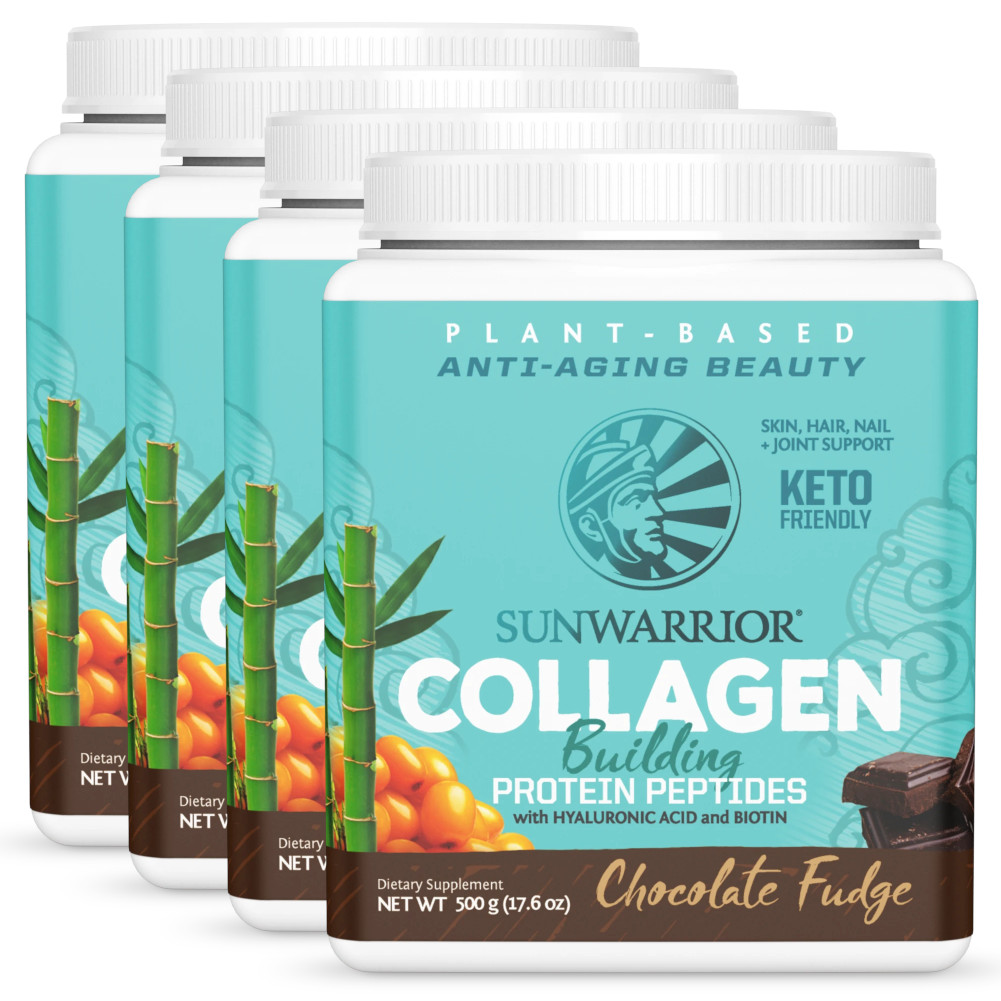 PLANT-BASED
ANTI-AGING BEAUTY
SKIN, HAIR, NAIL
+ JOINT SUPPORT
KETO
FRIENDLY
SUNWARRIOR®
COLLAGEN
Building
PROTEIN PEPTIDES
with HYALURONIC ACID and BIOTIN
Chocolate Fudge
Dietary Supplement
NET WT 500 g (17.6 oz)
Dietary
NET
Dietary
NET
Dietary
NET